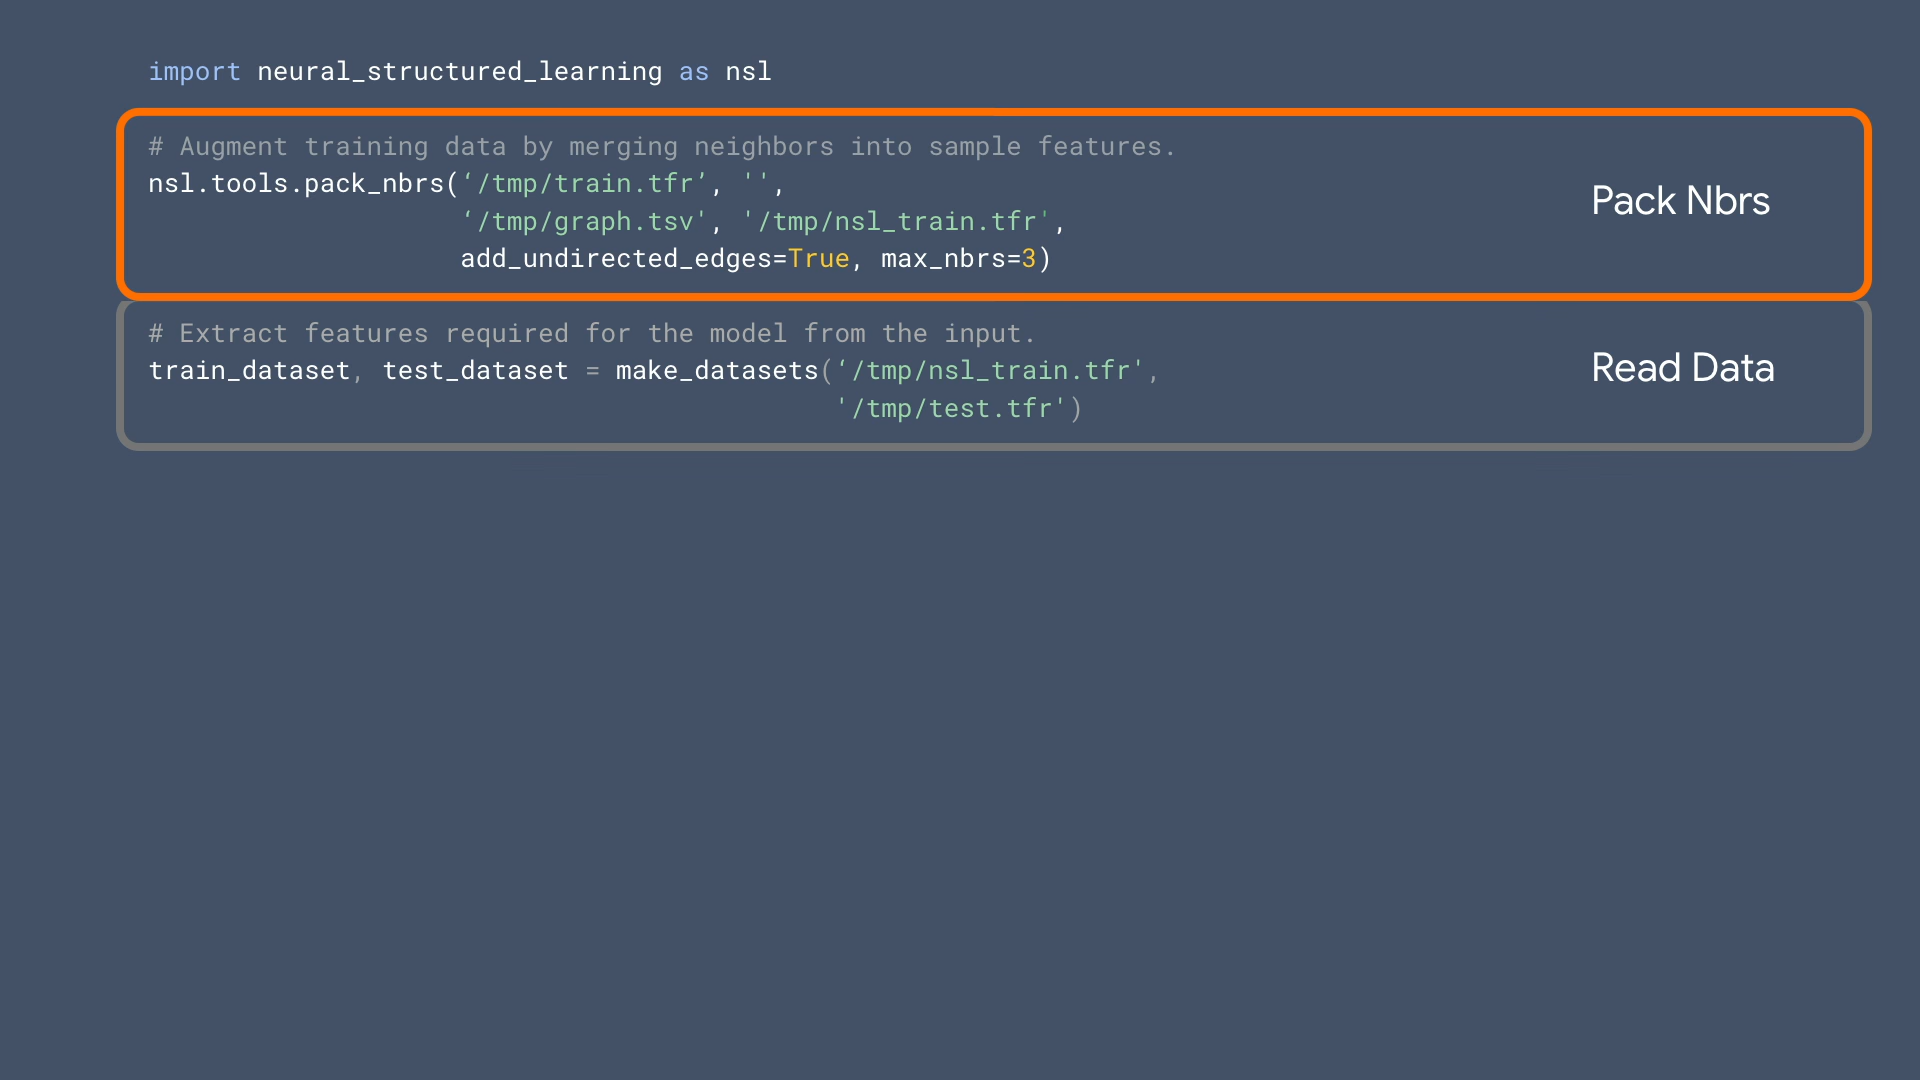 import neural_structured_learning as nsl
# Augment training data by merging neighbors into sample features.
nsl.tools.pack_nbrs(‘/tmp/train.tfr’, '',
‘/tmp/graph.tsv', '/tmp/nsl_train.tfr',
add_undirected_edges=True, max_nbrs=3)
Pack Nbrs
# Extract features required for the model from the input.
train_dataset, test_dataset = make_datasets(‘/tmp/nsl_train.tfr',
'/tmp/test.tfr')
Read Data